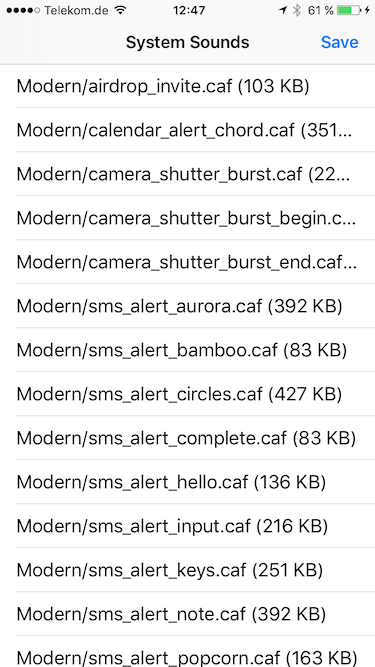 Telekom.de 12:47 61 %
System Sounds Save
Modern/airdrop_invite.caf (103 KB)
Modern/calendar_alert_chord.caf (351...
Modern/camera_shutter_burst.caf (22...
Modern/camera_shutter_burst_begin.c...
Modern/camera_shutter_burst_end.caf...
Modern/sms_alert_aurora.caf (392 KB)
Modern/sms_alert_bamboo.caf (83 KB)
Modern/sms_alert_circles.caf (427 KB)
Modern/sms_alert_complete.caf (83 KB)
Modern/sms_alert_hello.caf (136 KB)
Modern/sms_alert_input.caf (216 KB)
Modern/sms_alert_keys.caf (251 KB)
Modern/sms_alert_note.caf (392 KB)
Modern/sms_alert_popcorn.caf (163 KB)